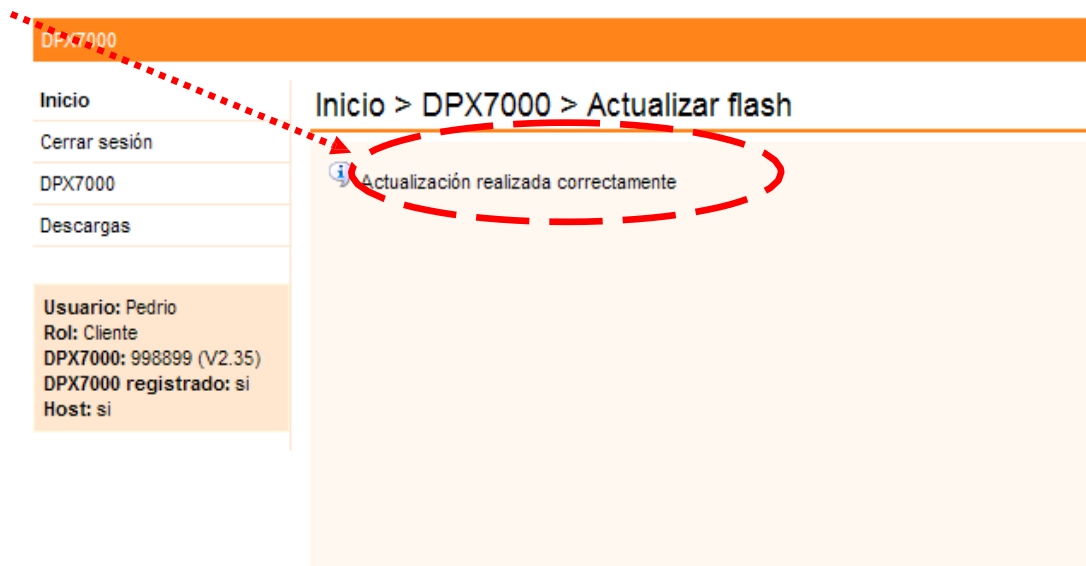 DPX7000
Inicio
Cerrar sesión
DPX7000
Descargas
Usuario: Pedrio
Rol: Cliente
DPX7000: 998899 (V2.35)
DPX7000 registrado: si
Host: si
Inicio > DPX7000 > Actualizar flash
Actualización realizada correctamente